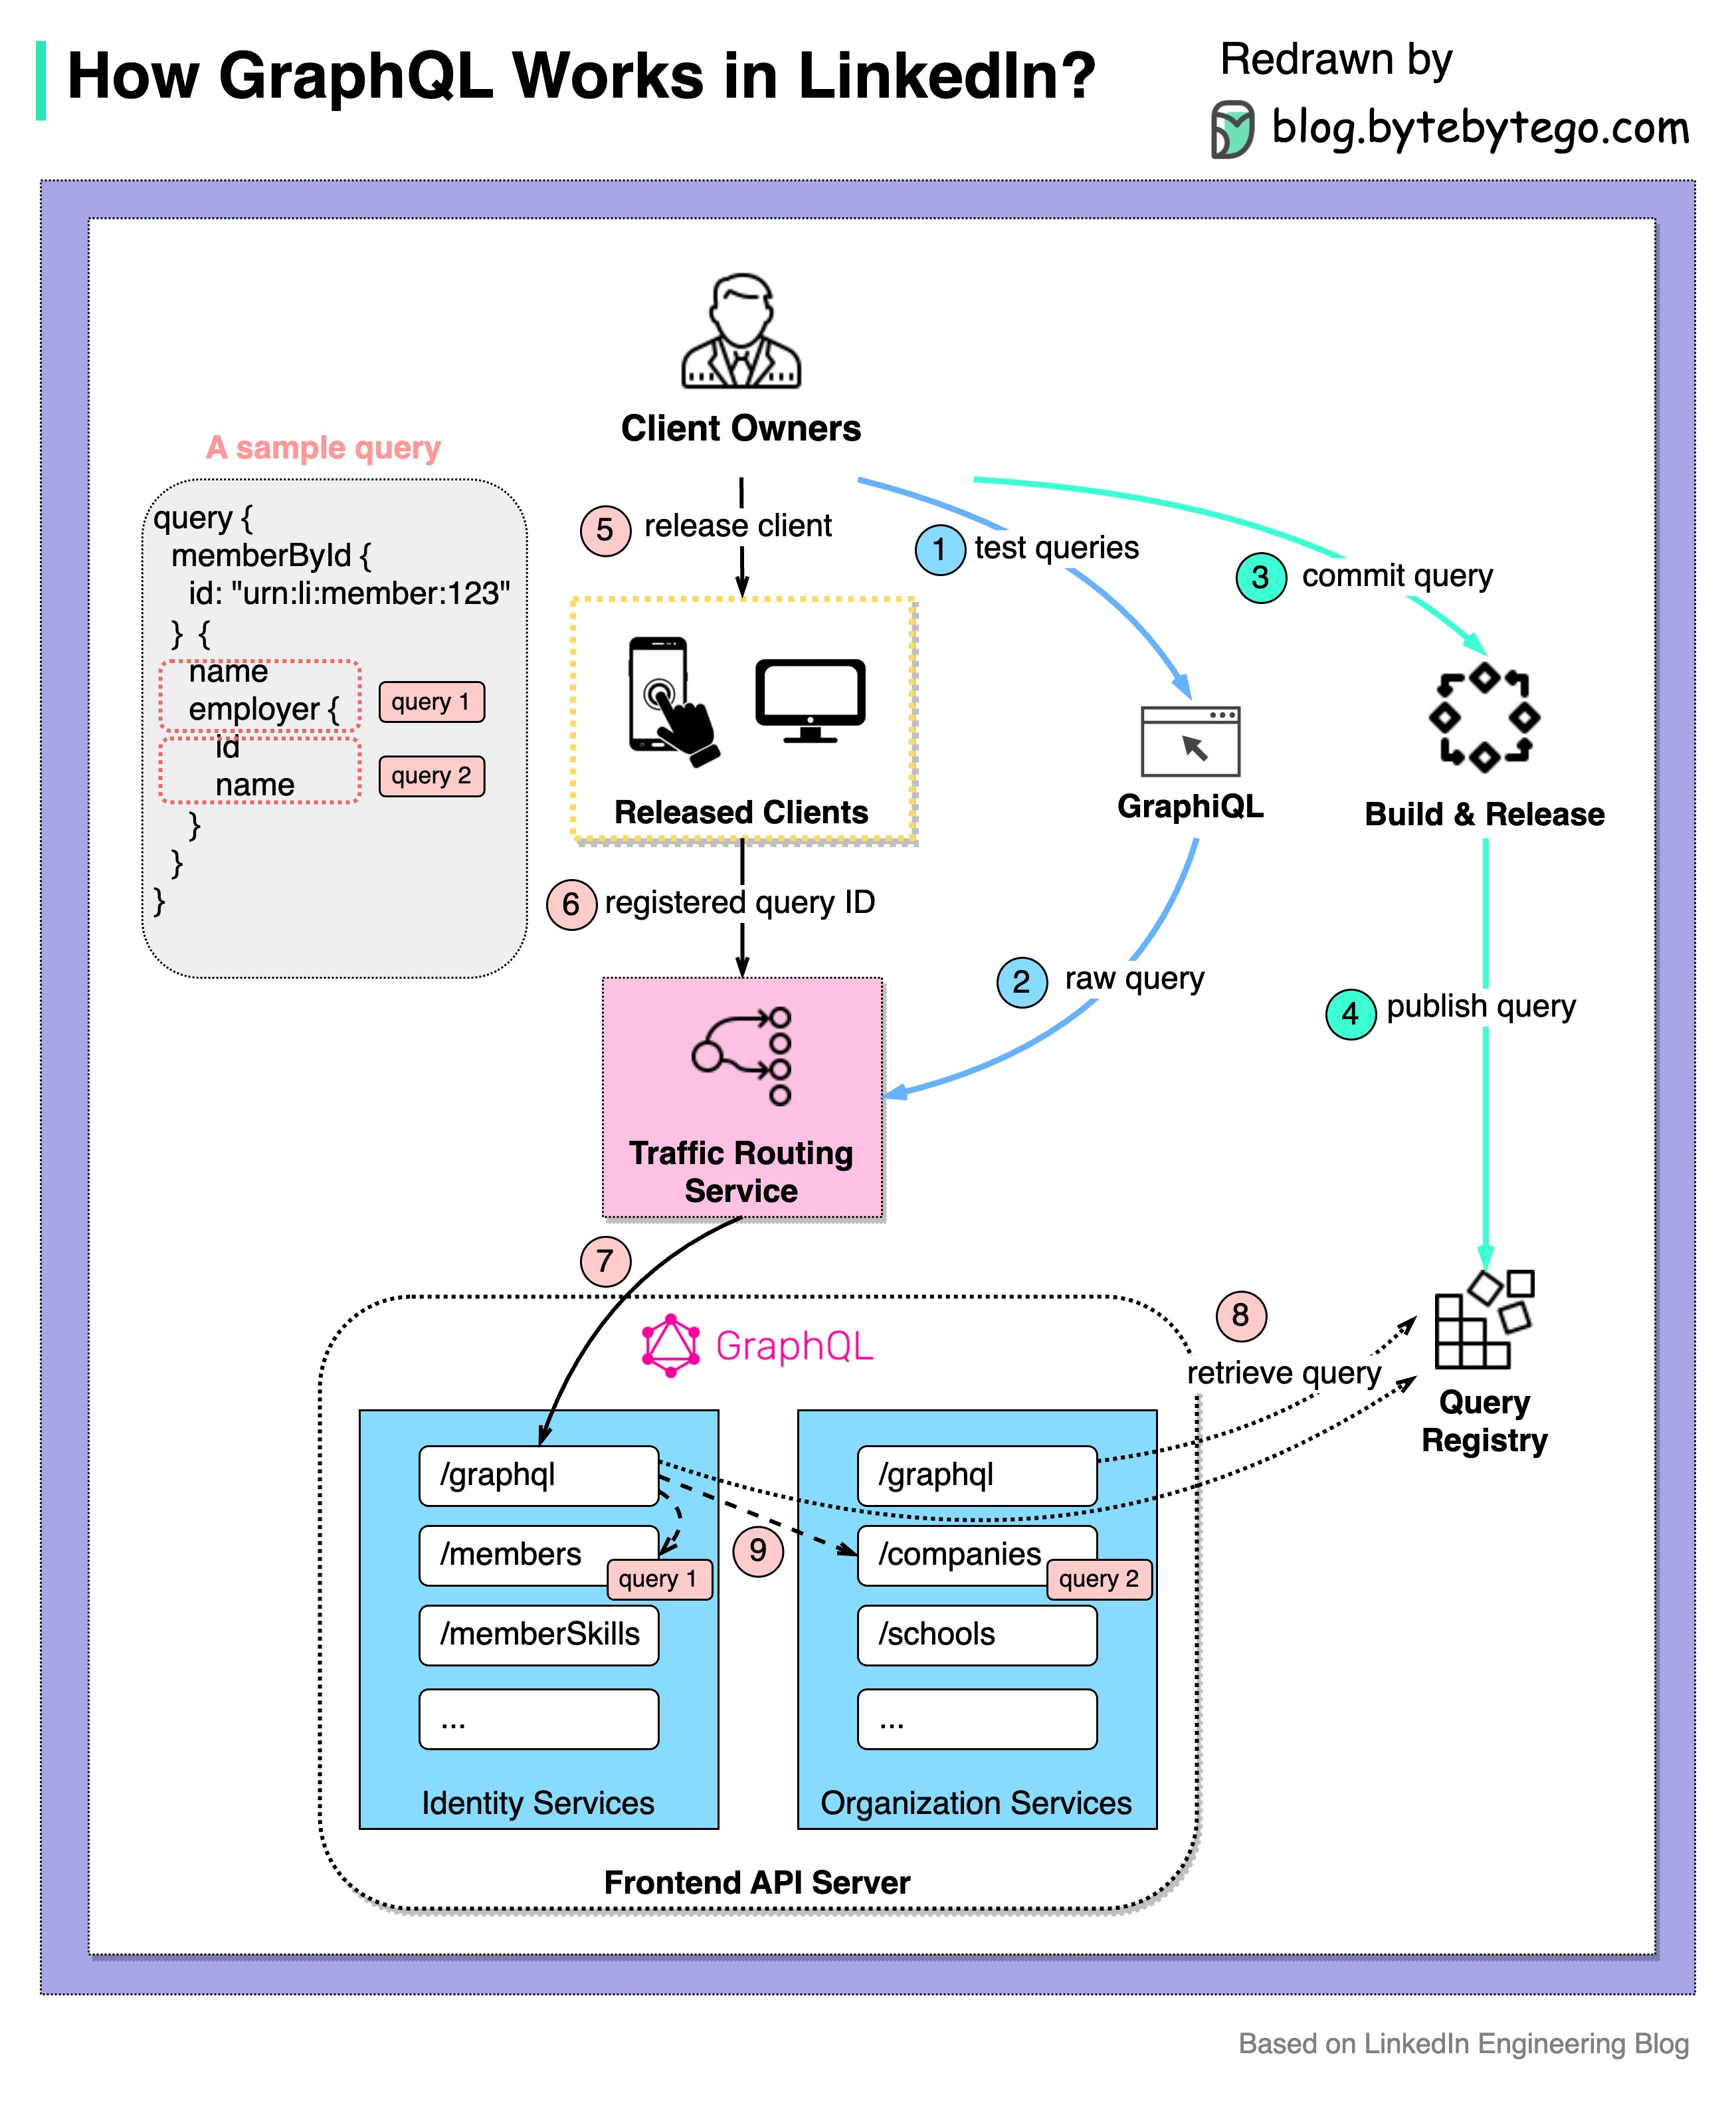 How GraphQL Works in LinkedIn?
Redrawn by
blog.bytebytego.com
Client Owners
A sample query
query {
memberById {
id: "urn:li:member:123"
} {
name
employer {
query 1
id
name
query 2
}
}
}
5 release client
1 test queries
3 commit query
Released Clients
GraphiQL
Build & Release
6 registered query ID
2 raw query
4 publish query
Traffic Routing
Service
7
GraphQL
8
retrieve query
Query
Registry
/graphql
/members
query 1
/memberSkills
...
Identity Services
9
/graphql
/companies
query 2
/schools
...
Organization Services
Frontend API Server
Based on LinkedIn Engineering Blog